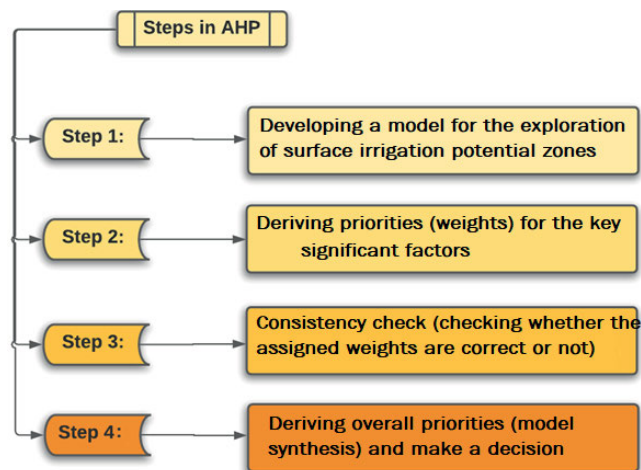 Steps in AHP
Step 1:
Developing a model for the exploration
of surface irrigation potential zones
Step 2:
Deriving priorities (weights) for the key
significant factors
Step 3:
Consistency check (checking whether the
assigned weights are correct or not)
Step 4:
Deriving overall priorities (model
synthesis) and make a decision